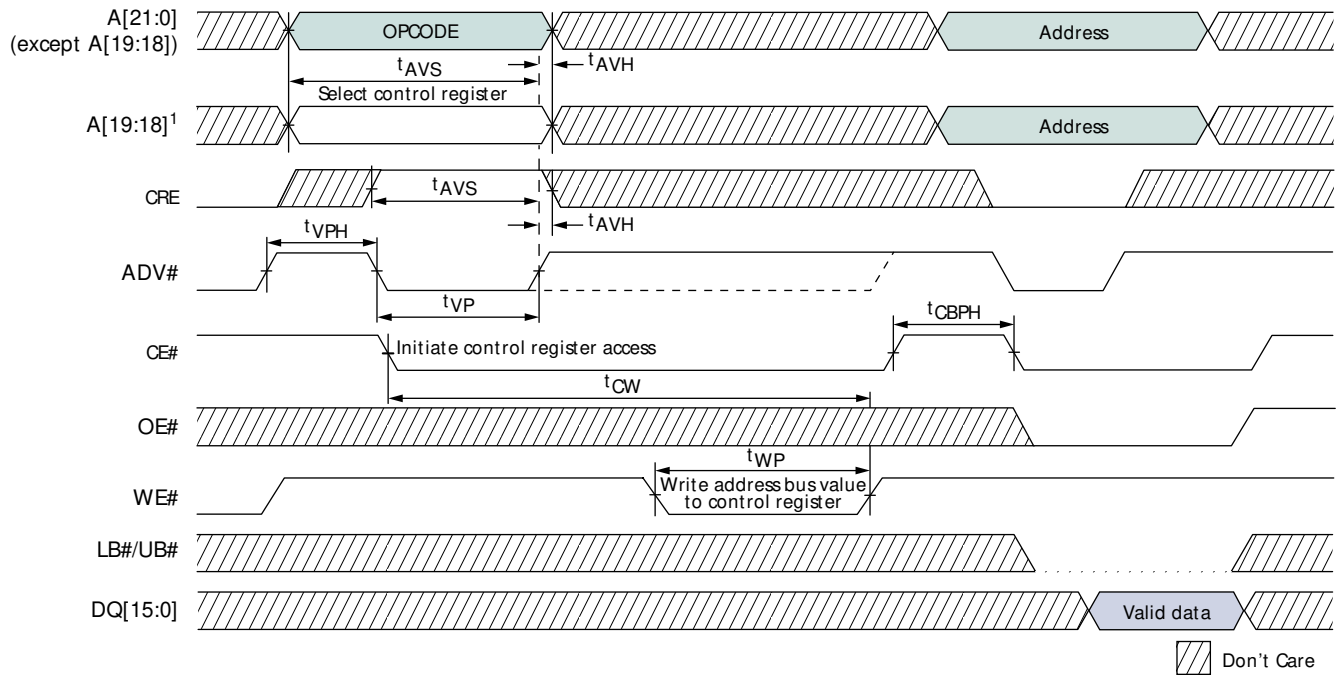 A[21:0]
(except A[19:18])
OPCODE
Address
tAVS
tAVH
Select control register
A[19:18]1
Address
CRE
tAVS
tAVH
tVPH
ADV#
tVP
tCBPH
CE#
Initiate control register access
tCW
OE#
tWP
WE#
Write address bus value
to control register
LB#/UB#
DQ[15:0]
Valid data
Don't Care